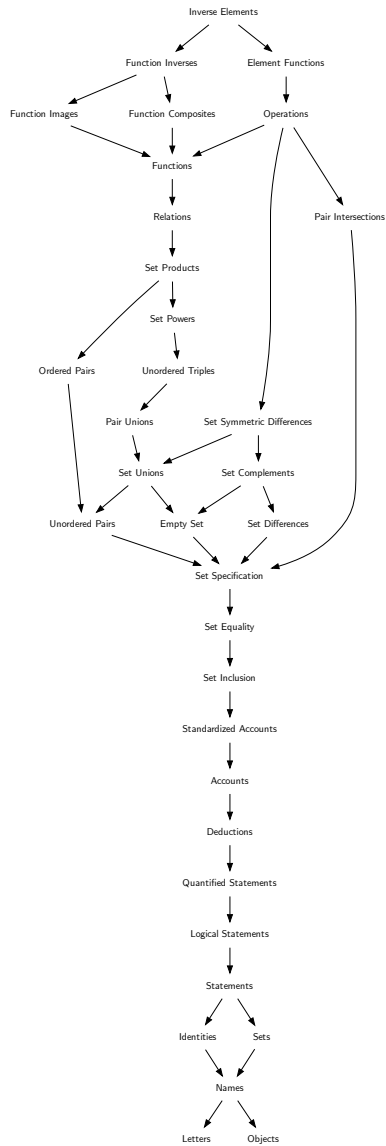 Inverse Elements
Function Inverses
Element Functions
Function Images
Function Composites
Operations
Functions
Relations
Pair Intersections
Set Products
Set Powers
Ordered Pairs
Unordered Triples
Pair Unions
Set Symmetric Differences
Set Unions
Set Complements
Unordered Pairs
Empty Set
Set Differences
Set Specification
Set Equality
Set Inclusion
Standardized Accounts
Accounts
Deductions
Quantified Statements
Logical Statements
Statements
Identities
Sets
Names
Letters
Objects